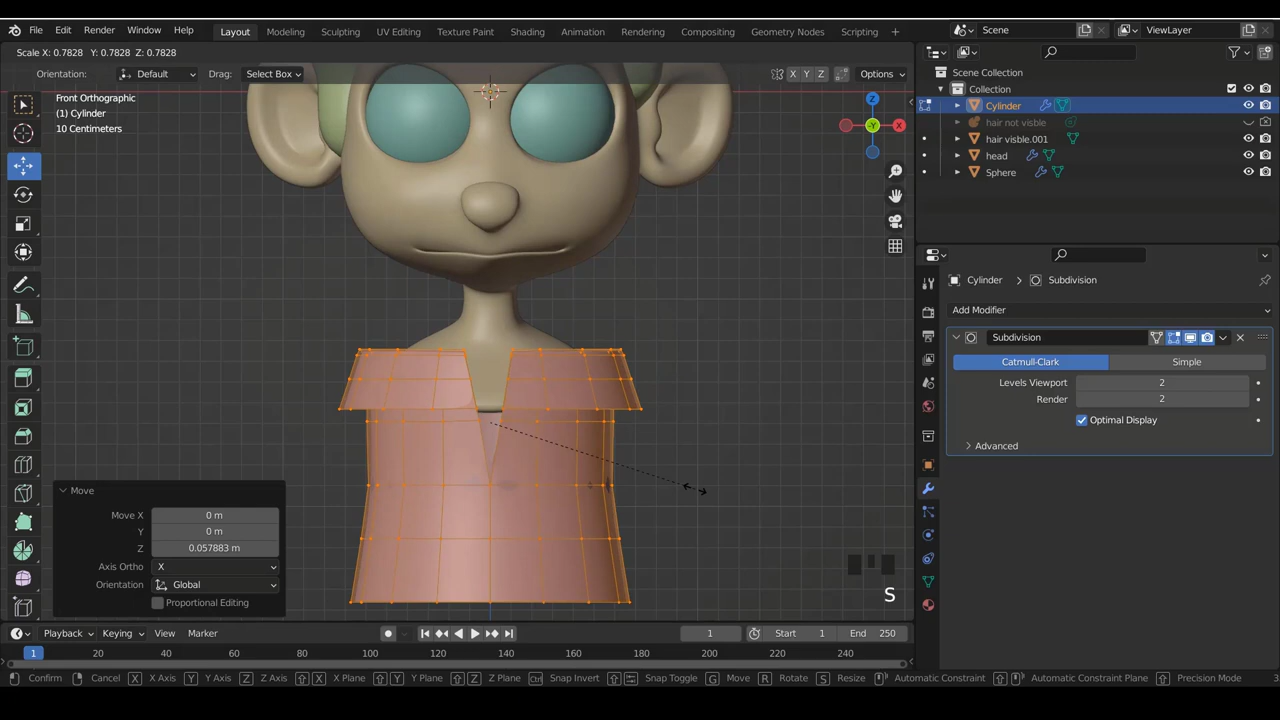 File Edit Render Window Help Layout Modeling Sculpting UV Editing Texture Paint Shading Animation Rendering Compositing Geometry Nodes Scripting + Scene ViewLayer
Scale X: 0.7828 Y: 0.7828 Z: 0.7828
Orientation: Default Drag: Select Box X Y Z Options
Front Orthographic
(1) Cylinder
10 Centimeters
Z
-Y
X
Scene Collection
Collection
Cylinder
hair not visble
hair visble.001
head
Sphere
Cylinder > Subdivision
Add Modifier
Subdivision
Catmull-Clark Simple
Levels Viewport 2
Render 2
Optimal Display
Advanced
Move
Move X 0 m
Y 0 m
Z 0.057883 m
Axis Ortho X
Orientation Global
Proportional Editing
S
Playback Keying View Marker 1 Start 1 End 250
1 20 40 60 80 100 120 140 160 180 200 220 240
Confirm Cancel X X Axis Y Y Axis Z Z Axis X X Plane Y Y Plane Z Z Plane Ctrl Snap Invert Snap Toggle G Move R Rotate S Resize Automatic Constraint Automatic Constraint Plane Precision Mode 3